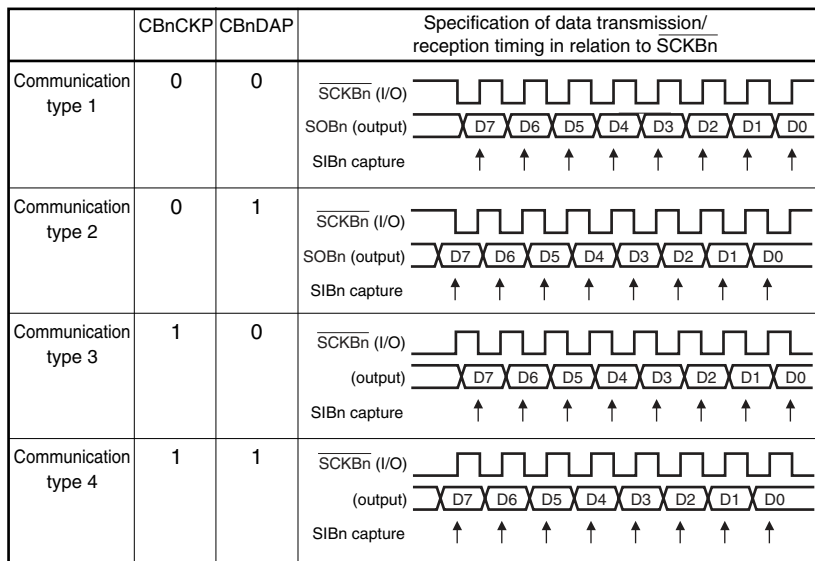 CBnCKP CBnDAP Specification of data transmission/
reception timing in relation to SCKBn
Communication
type 1
0 0
SCKBn (I/O)
SOBn (output) D7 D6 D5 D4 D3 D2 D1 D0
SIBn capture
Communication
type 2
0 1
SCKBn (I/O)
SOBn (output) D7 D6 D5 D4 D3 D2 D1 D0
SIBn capture
Communication
type 3
1 0
SCKBn (I/O)
(output) D7 D6 D5 D4 D3 D2 D1 D0
SIBn capture
Communication
type 4
1 1
SCKBn (I/O)
(output) D7 D6 D5 D4 D3 D2 D1 D0
SIBn capture